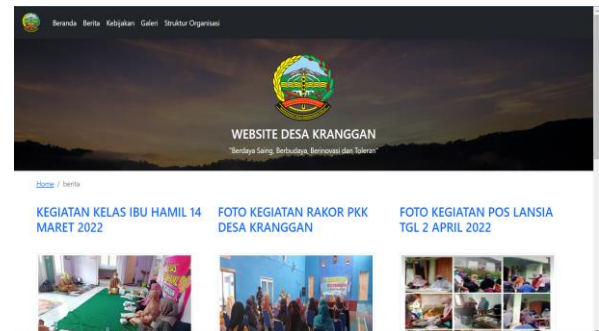 Beranda Berita Kebijakan Galeri Struktur Organisasi
WEBSITE DESA KRANGGAN
"Berdaya Saing, Berbudaya, Berinovasi dan Toleran"
Home / berita
KEGIATAN KELAS IBU HAMIL 14
MARET 2022
FOTO KEGIATAN RAKOR PKK
DESA KRANGGAN
FOTO KEGIATAN POS LANSIA
TGL 2 APRIL 2022